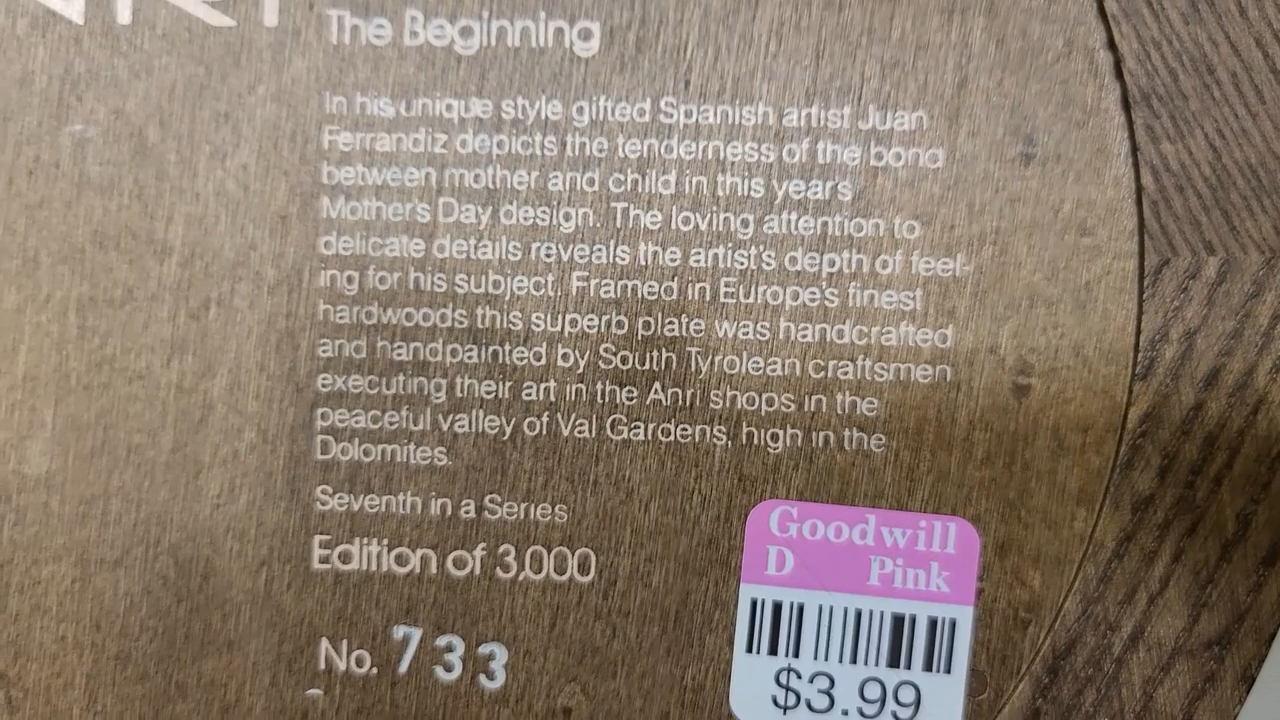 The Beginning
In his unique style gifted Spanish artist Juan
Ferrandiz depicts the tenderness of the bond
between mother and child in this years
Mother's Day design. The loving attention to
delicate details reveals the artist's depth of feel-
ing for his subject. Framed in Europe's finest
hardwoods this superb plate was handcrafted
and handpainted by South Tyrolean craftsmen
executing their art in the Anri shops in the
peaceful valley of Val Gardens, high in the
Dolomites.
Seventh in a Series
Edition of 3,000
No. 733
Goodwill
D Pink
$3.99